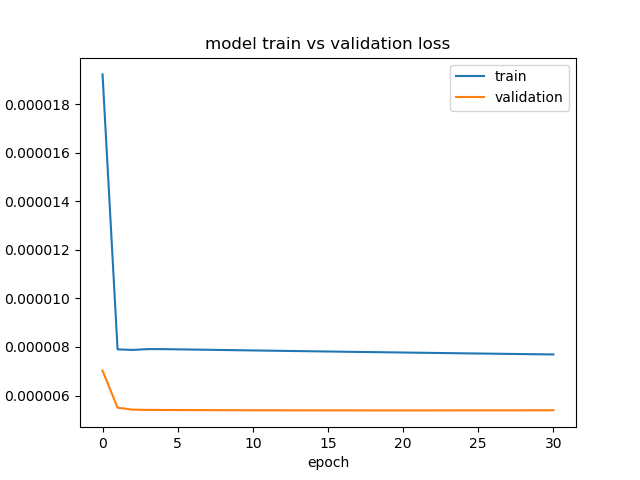 model train vs validation loss
train
validation
0.000018
0.000016
0.000014
0.000012
0.000010
0.000008
0.000006
0 5 10 15 20 25 30
epoch